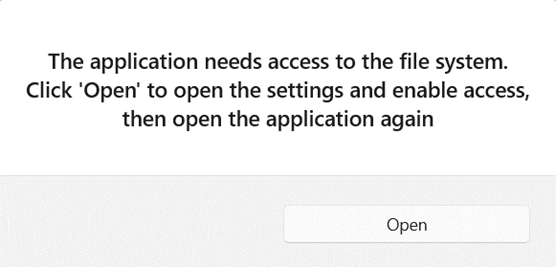 The application needs access to the file system.
Click 'Open' to open the settings and enable access,
then open the application again
Open